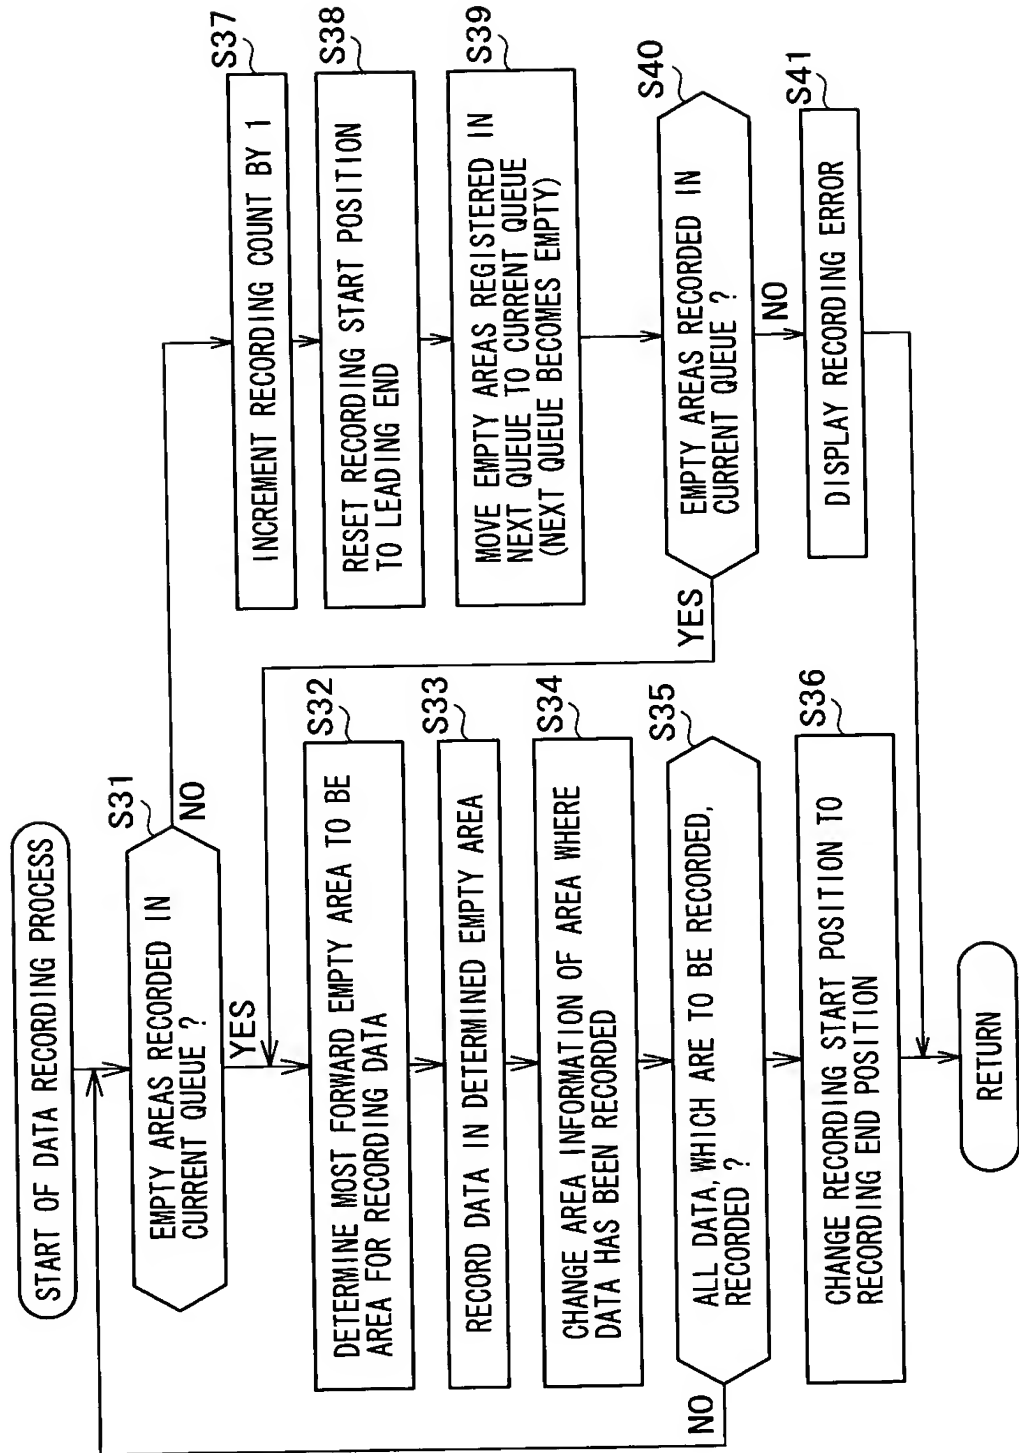 START OF DATA RECORDING PROCESS
S31
EMPTY AREAS RECORDED IN
CURRENT QUEUE ?
NO
YES
S32
DETERMINE MOST FORWARD EMPTY AREA TO BE
AREA FOR RECORDING DATA
S33
RECORD DATA IN DETERMINED EMPTY AREA
S34
CHANGE AREA INFORMATION OF AREA WHERE
DATA HAS BEEN RECORDED
S35
ALL DATA, WHICH ARE TO BE RECORDED,
RECORDED ?
NO
S36
CHANGE RECORDING START POSITION TO
RECORDING END POSITION
RETURN
S37
INCREMENT RECORDING COUNT BY 1
S38
RESET RECORDING START POSITION
TO LEADING END
S39
MOVE EMPTY AREAS REGISTERED IN
NEXT QUEUE TO CURRENT QUEUE
(NEXT QUEUE BECOMES EMPTY)
S40
EMPTY AREAS RECORDED IN
CURRENT QUEUE ?
YES
NO
S41
DISPLAY RECORDING ERROR